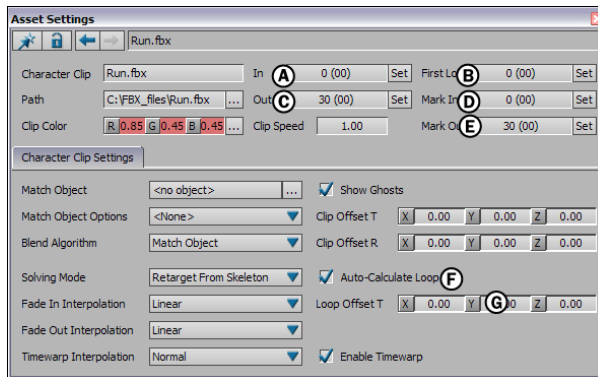 Asset Settings
Run.fbx
Character Clip Run.fbx In A 0 (00) Set First Lo B 0 (00) Set
Path C:\FBX_files\Run.fbx ... Out C 30 (00) Set Mark In D 0 (00) Set
Clip Color R 0.85 G 0.45 B 0.45 ... Clip Speed 1.00 Mark Ou E 30 (00) Set
Character Clip Settings
Match Object <no object> ... Show Ghosts
Match Object Options <None> Clip Offset T X 0.00 Y 0.00 Z 0.00
Blend Algorithm Match Object Clip Offset R X 0.00 Y 0.00 Z 0.00
Solving Mode Retarget From Skeleton Auto-Calculate Loop F
Fade In Interpolation Linear Loop Offset T X 0.00 Y G 0 Z 0.00
Fade Out Interpolation Linear
Timewarp Interpolation Normal Enable Timewarp